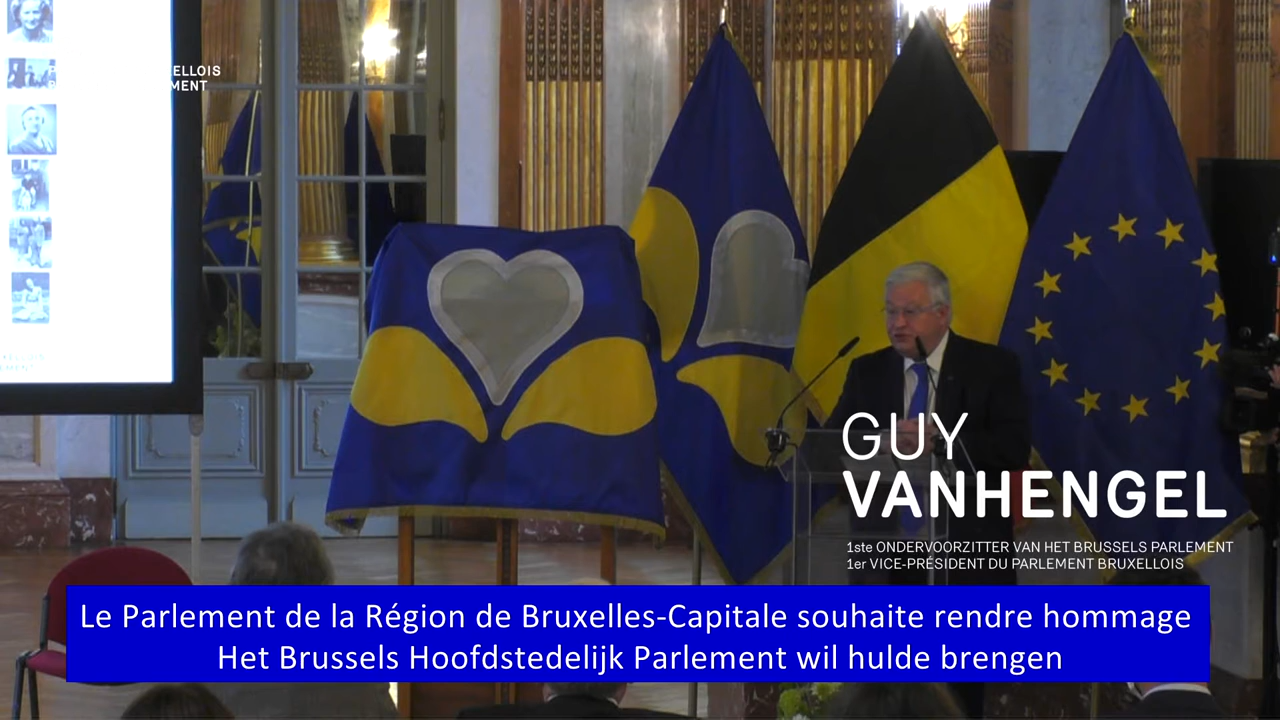 GUY
VANHENGEL
1ste ONDERVOORZITTER VAN HET BRUSSELS PARLEMENT
1er VICE-PRÉSIDENT DU PARLEMENT BRUXELLOIS
Le Parlement de la Région de Bruxelles-Capitale souhaite rendre hommage
Het Brussels Hoofdstedelijk Parlement wil hulde brengen